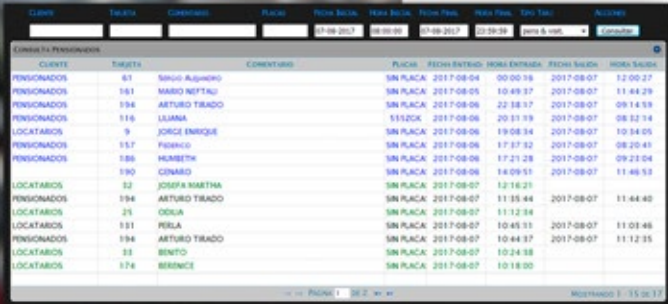 CLIENTE TARJETA COMENTARIO PLACAS FECHA INICIAL HORA INICIAL FECHA FINAL HORA FINAL TIPO TARJ ACCIONES
07-08-2017 00:00:00 07-08-2017 23:59:59 pens & visit. Consultar
CONSULTA PENSIONADOS
CLIENTE TARJETA COMENTARIO PLACAS FECHA ENTRADA HORA ENTRADA FECHA SALIDA HORA SALIDA
PENSIONADOS 61 Sergio Alejandro SIN PLACA 2017-08-04 00:00:16 2017-08-07 12:00:27
PENSIONADOS 161 MARIO NEFTALI SIN PLACA 2017-08-05 10:49:37 2017-08-07 11:44:29
PENSIONADOS 194 ARTURO TIRADO SIN PLACA 2017-08-06 22:38:17 2017-08-07 09:14:59
PENSIONADOS 116 LILIANA 555ZGK 2017-08-06 20:31:19 2017-08-07 08:32:14
LOCATARIOS 9 JORGE ENRIQUE SIN PLACA 2017-08-06 19:08:34 2017-08-07 10:34:05
PENSIONADOS 157 Federico SIN PLACA 2017-08-06 17:37:32 2017-08-07 08:20:41
PENSIONADOS 186 HUMBETH SIN PLACA 2017-08-06 17:21:28 2017-08-07 09:23:04
190 GENARO SIN PLACA 2017-08-06 14:09:51 2017-08-07 11:46:53
LOCATARIOS 32 JOSEFA MARTHA SIN PLACA 2017-08-07 12:16:21
PENSIONADOS 194 ARTURO TIRADO SIN PLACA 2017-08-07 11:35:44 2017-08-07 11:44:40
LOCATARIOS 25 ODILIA SIN PLACA 2017-08-07 11:12:34
LOCATARIOS 131 PERLA SIN PLACA 2017-08-07 10:45:11 2017-08-07 11:03:46
PENSIONADOS 194 ARTURO TIRADO SIN PLACA 2017-08-07 10:44:37 2017-08-07 11:12:35
LOCATARIOS 33 BENITO SIN PLACA 2017-08-07 10:24:38
LOCATARIOS 174 BERENICE SIN PLACA 2017-08-07 10:18:00
PÁGINA 1 DE 2 MOSTRANDO 1 - 15 DE 17